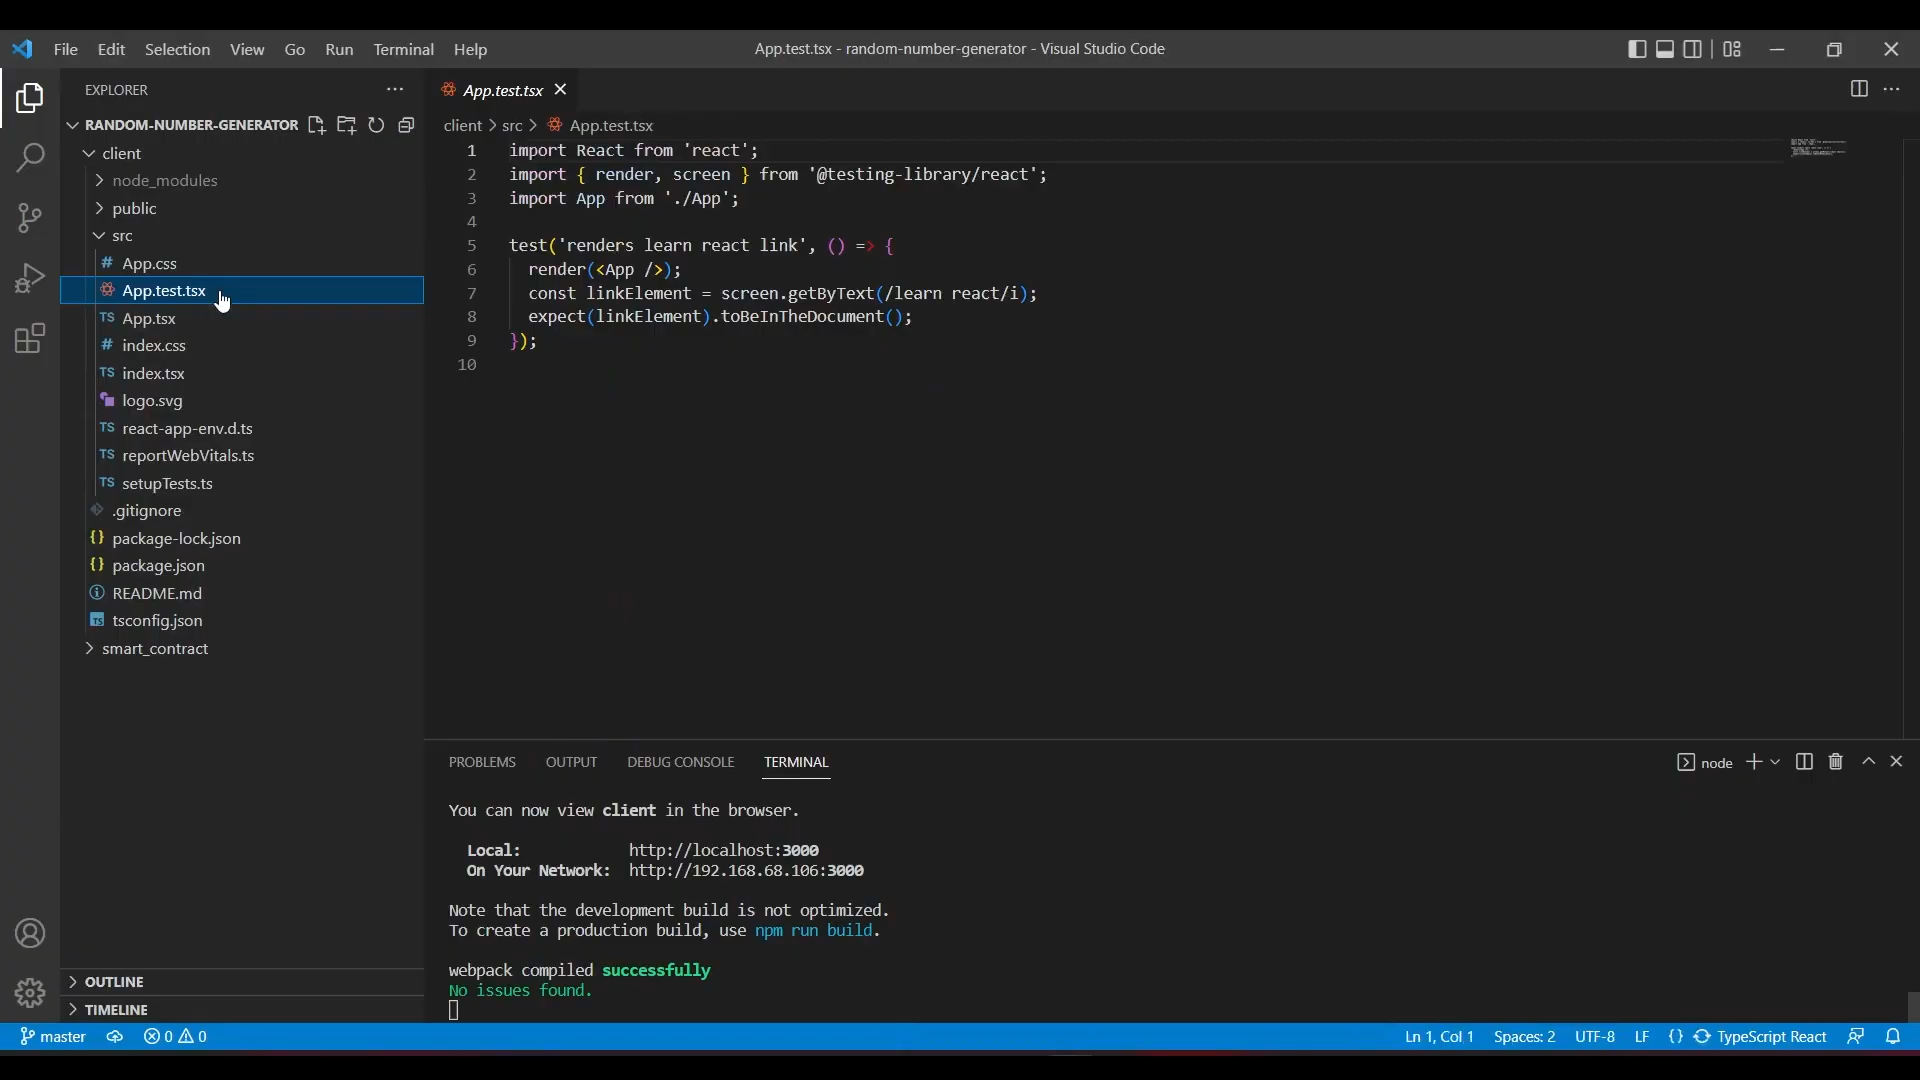 File Edit Selection View Go Run Terminal Help
App.test.tsx - random-number-generator - Visual Studio Code
EXPLORER
RANDOM-NUMBER-GENERATOR
client
node_modules
public
src
# App.css
App.test.tsx
TS App.tsx
# index.css
TS index.tsx
logo.svg
TS react-app-env.d.ts
TS reportWebVitals.ts
TS setupTests.ts
.gitignore
{} package-lock.json
{} package.json
README.md
TS tsconfig.json
smart_contract
OUTLINE
TIMELINE
App.test.tsx
client > src > App.test.tsx
1 import React from 'react';
2 import { render, screen } from '@testing-library/react';
3 import App from './App';
4
5 test('renders learn react link', () => {
6 render(<App />);
7 const linkElement = screen.getByText(/learn react/i);
8 expect(linkElement).toBeInTheDocument();
9 });
10
PROBLEMS OUTPUT DEBUG CONSOLE TERMINAL
node
You can now view client in the browser.
Local: http://localhost:3000
On Your Network: http://192.168.68.106:3000
Note that the development build is not optimized.
To create a production build, use npm run build.
webpack compiled successfully
No issues found.
master 0 0 Ln 1, Col 1 Spaces: 2 UTF-8 LF {} TypeScript React